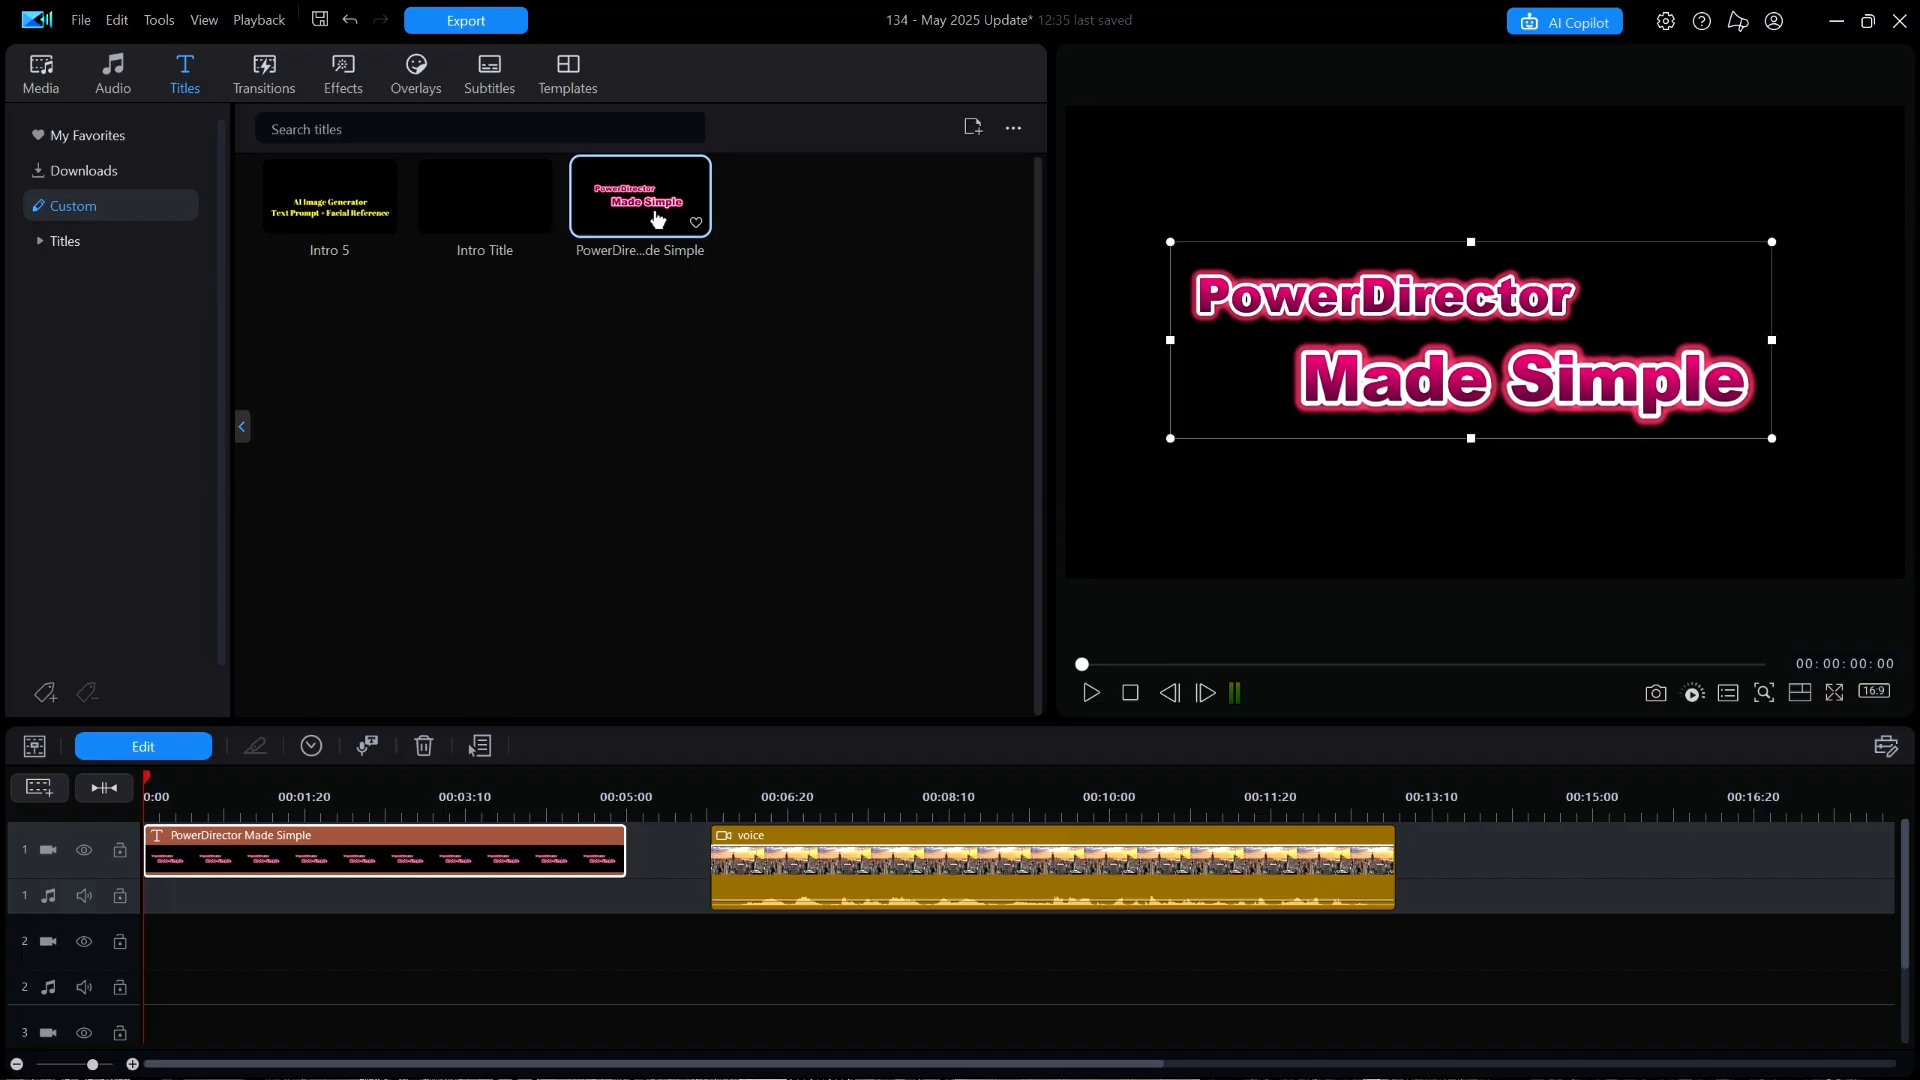 File Edit Tools View Playback Export 134 - May 2025 Update* 12:35 last saved AI Copilot
Media Audio Titles Transitions Effects Overlays Subtitles Templates
My Favorites
Downloads
Custom
Titles
Search titles
AI Image Generator
Text Prompt + Facial Reference
Intro 5
Intro Title
PowerDirector
Made Simple
PowerDire...de Simple
PowerDirector
Made Simple
00:00:00:00
16:9
Edit
0:00 00:01:20 00:03:10 00:05:00 00:06:20 00:08:10 00:10:00 00:11:20 00:13:10 00:15:00 00:16:20
1 PowerDirector Made Simple voice
1
2
2
3